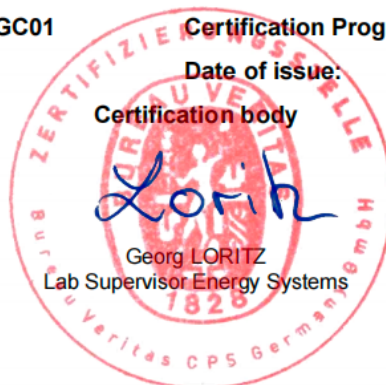 GC01 Certification Prog
Date of issue:
Certification body
ZERTIFIZIERUNGSSTELLE
BUREAU VERITAS
Loritz
Georg LORITZ
Lab Supervisor Energy Systems
1828
Bureau Veritas CPS Germany GmbH